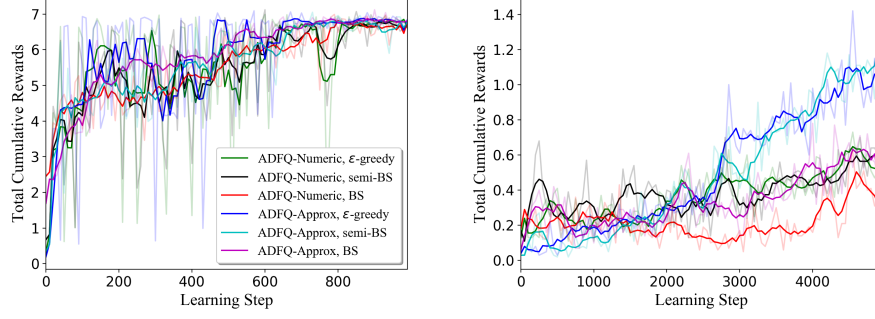 7
6
5
4
3
2
1
0
Total Cumulative Rewards
ADFQ-Numeric, ε-greedy
ADFQ-Numeric, semi-BS
ADFQ-Numeric, BS
ADFQ-Approx, ε-greedy
ADFQ-Approx, semi-BS
ADFQ-Approx, BS
0 200 400 600 800
Learning Step
1.4
1.2
1.0
0.8
0.6
0.4
0.2
0.0
Total Cumulative Rewards
0 1000 2000 3000 4000
Learning Step